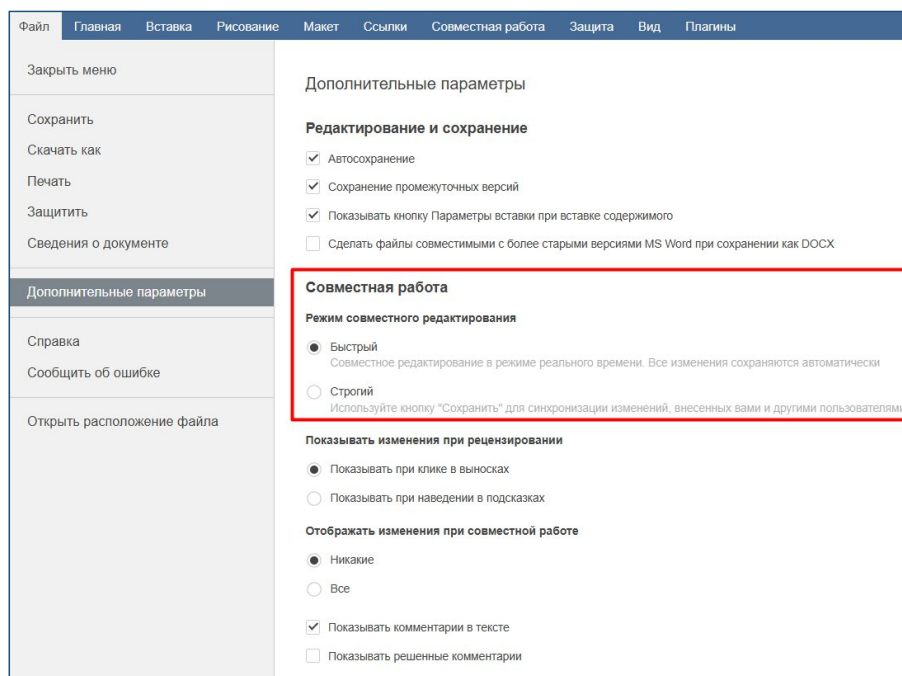 Файл Главная Вставка Рисование Макет Ссылки Совместная работа Защита Вид Плагины
Закрыть меню
Сохранить
Скачать как
Печать
Защитить
Сведения о документе
Дополнительные параметры
Справка
Сообщить об ошибке
Открыть расположение файла
Дополнительные параметры
Редактирование и сохранение
Автосохранение
Сохранение промежуточных версий
Показывать кнопку Параметры вставки при вставке содержимого
Сделать файлы совместимыми с более старыми версиями MS Word при сохранении как DOCX
Совместная работа
Режим совместного редактирования
Быстрый
Совместное редактирование в режиме реального времени. Все изменения сохраняются автоматически
Строгий
Используйте кнопку "Сохранить" для синхронизации изменений, внесенных вами и другими пользователями
Показывать изменения при рецензировании
Показывать при клике в выносках
Показывать при наведении в подсказках
Отображать изменения при совместной работе
Никакие
Все
Показывать комментарии в тексте
Показывать решенные комментарии